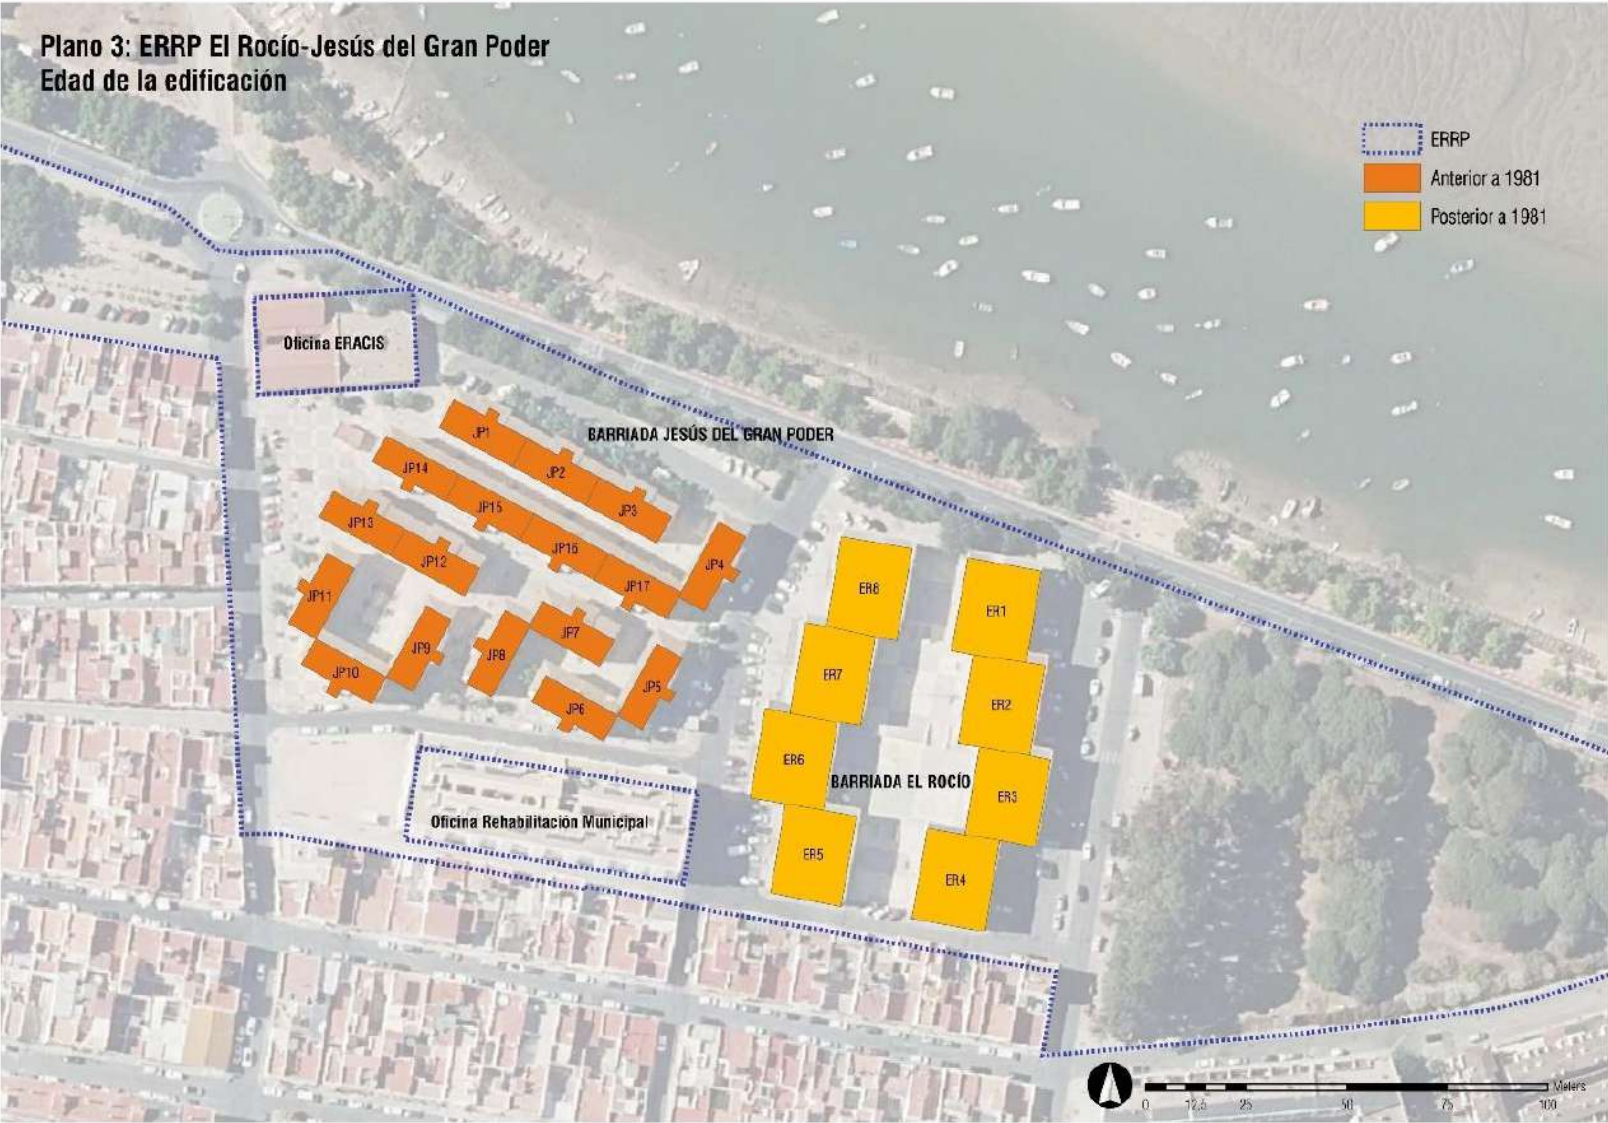 Plano 3: ERRP El Rocío-Jesús del Gran Poder
Edad de la edificación
ERRP
Anterior a 1981
Posterior a 1981
Oficina ERACIS
BARRIADA JESÚS DEL GRAN PODER
JP1
JP14
JP2
JP15
JP3
JP13
JP16
JP12
JP4
JP17
JP11
JP7
JP9
JP8
JP10
JP5
JP6
ER8
ER1
ER7
ER2
ER6
BARRIADA EL ROCÍO
ER3
Oficina Rehabilitación Municipal
ER5
ER4
Meters
0
12,5
25
50
75
100